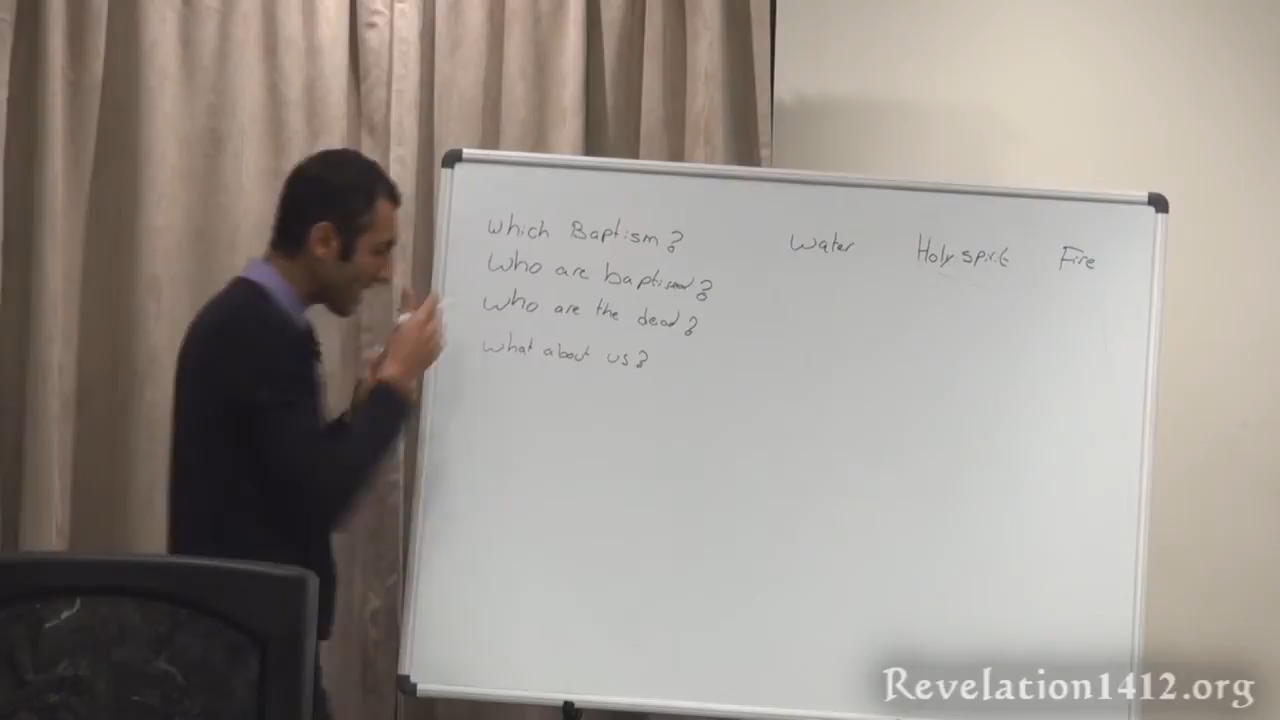 Which Baptism? Water Holy spirit Fire
Who are baptised?
Who are the dead?
What about us?
Revelation1412.org